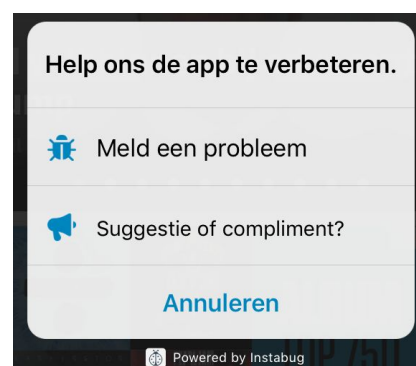 Help ons de app te verbeteren.
Meld een probleem
Suggestie of compliment?
Annuleren
Powered by Instabug